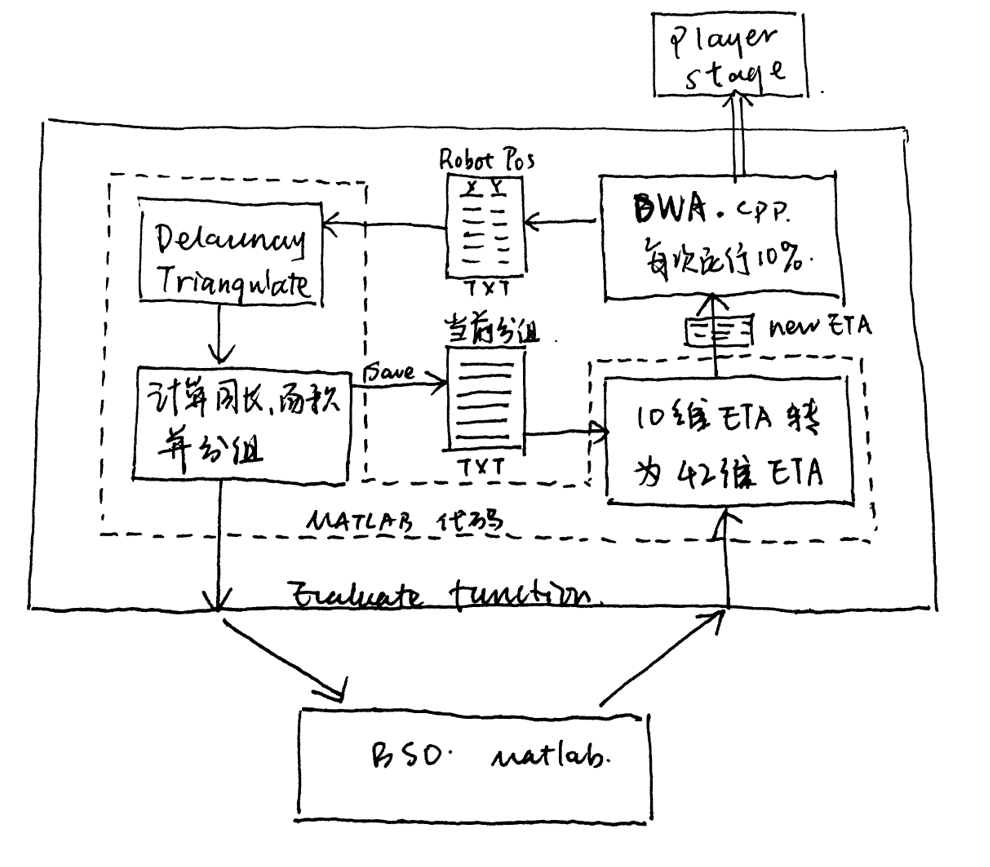 Player
stage
Robot Pos
X Y
TXT
BWA.cpp.
每次运行10%.
Delaunay
Triangulate
当前分组.
TXT
new ETA
计算周长,面积
并分组
Save
10维ETA转
为42维ETA
MATLAB 代码
Evaluate function.
BSO. matlab.